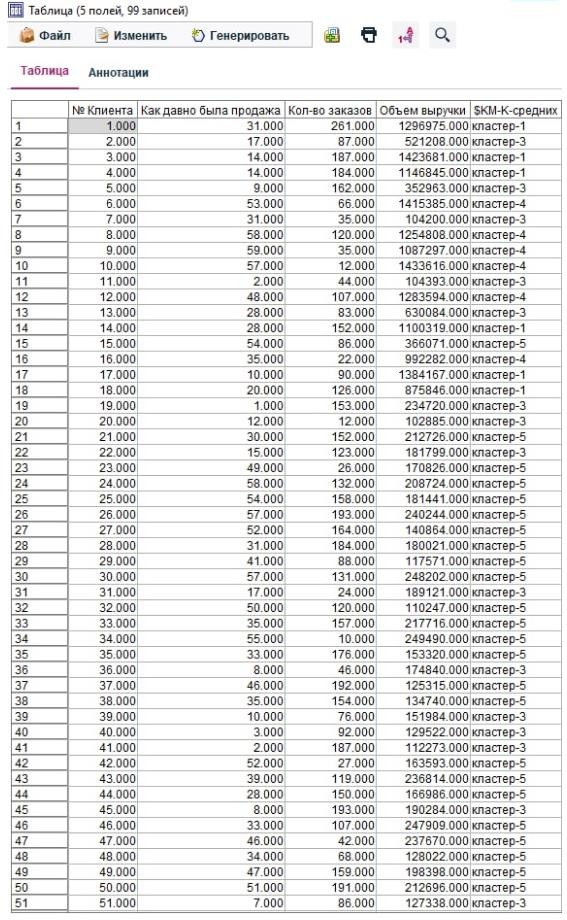 Таблица (5 полей, 99 записей)
Файл Изменить Генерировать
Таблица Аннотации
№ Клиента Как давно была продажа Кол-во заказов Объем выручки $KM-K-средних
1 1.000 31.000 261.000 1296975.000 кластер-1
2 2.000 17.000 87.000 521208.000 кластер-3
3 3.000 14.000 187.000 1423681.000 кластер-1
4 4.000 14.000 184.000 1146845.000 кластер-1
5 5.000 9.000 162.000 352963.000 кластер-3
6 6.000 53.000 66.000 1415385.000 кластер-4
7 7.000 31.000 35.000 104200.000 кластер-3
8 8.000 58.000 120.000 1254808.000 кластер-4
9 9.000 59.000 35.000 1087297.000 кластер-4
10 10.000 57.000 12.000 1433616.000 кластер-4
11 11.000 2.000 44.000 104393.000 кластер-3
12 12.000 48.000 107.000 1283594.000 кластер-4
13 13.000 28.000 83.000 630084.000 кластер-3
14 14.000 28.000 152.000 1100319.000 кластер-1
15 15.000 54.000 86.000 366071.000 кластер-5
16 16.000 35.000 22.000 992282.000 кластер-4
17 17.000 10.000 90.000 1384167.000 кластер-1
18 18.000 20.000 126.000 875846.000 кластер-1
19 19.000 1.000 153.000 234720.000 кластер-3
20 20.000 12.000 12.000 102885.000 кластер-3
21 21.000 30.000 152.000 212726.000 кластер-5
22 22.000 15.000 123.000 181799.000 кластер-3
23 23.000 49.000 26.000 170826.000 кластер-5
24 24.000 58.000 132.000 208724.000 кластер-5
25 25.000 54.000 158.000 181441.000 кластер-5
26 26.000 57.000 193.000 240244.000 кластер-5
27 27.000 52.000 164.000 140864.000 кластер-5
28 28.000 31.000 184.000 180021.000 кластер-5
29 29.000 41.000 88.000 117571.000 кластер-5
30 30.000 57.000 131.000 248202.000 кластер-5
31 31.000 17.000 24.000 189121.000 кластер-3
32 32.000 50.000 120.000 110247.000 кластер-5
33 33.000 35.000 157.000 217716.000 кластер-5
34 34.000 55.000 10.000 249490.000 кластер-5
35 35.000 33.000 176.000 153320.000 кластер-5
36 36.000 8.000 46.000 174840.000 кластер-3
37 37.000 46.000 192.000 125315.000 кластер-5
38 38.000 35.000 154.000 134740.000 кластер-5
39 39.000 10.000 76.000 151984.000 кластер-3
40 40.000 3.000 92.000 129522.000 кластер-3
41 41.000 2.000 187.000 112273.000 кластер-3
42 42.000 52.000 27.000 163593.000 кластер-5
43 43.000 39.000 119.000 236814.000 кластер-5
44 44.000 28.000 150.000 166986.000 кластер-5
45 45.000 8.000 193.000 190284.000 кластер-3
46 46.000 33.000 107.000 247909.000 кластер-5
47 47.000 46.000 42.000 237670.000 кластер-5
48 48.000 34.000 68.000 128022.000 кластер-5
49 49.000 47.000 159.000 198398.000 кластер-5
50 50.000 51.000 191.000 212696.000 кластер-5
51 51.000 7.000 86.000 127338.000 кластер-3